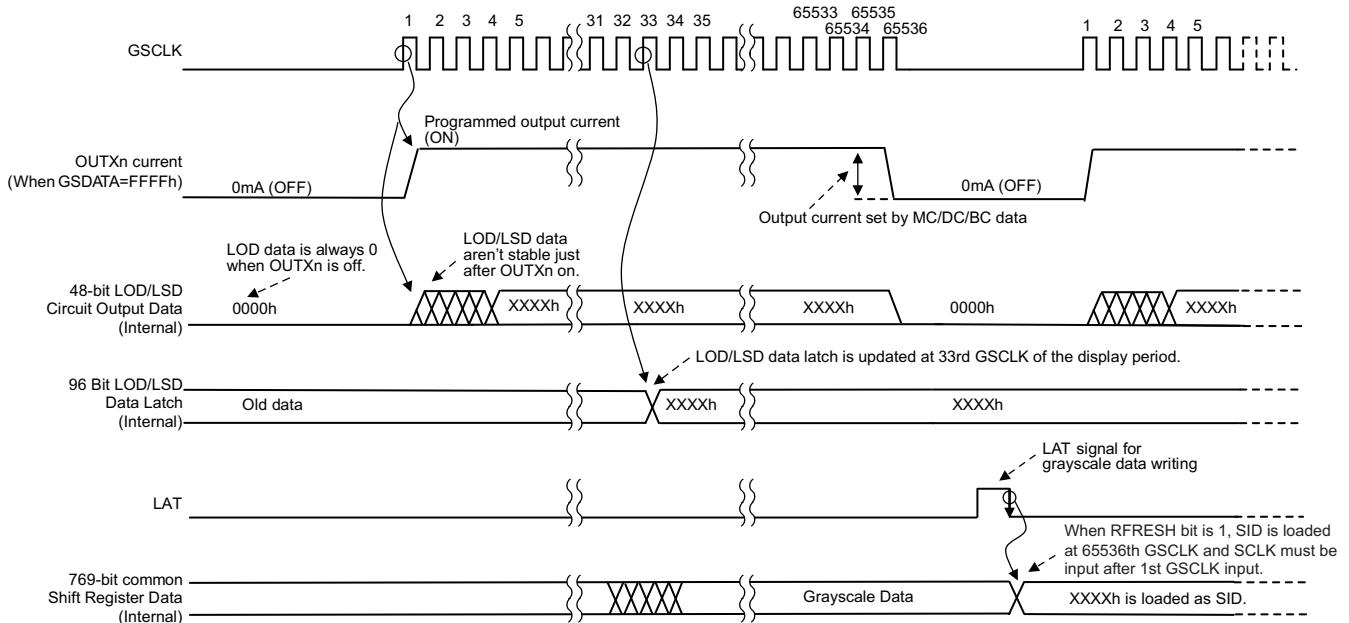 1 2 3 4 5 31 32 33 34 35 65533 65535 1 2 3 4 5
65534 65536
GSCLK
Programmed output current
(ON)
OUTXn current
(When GSDATA=FFFFh)
0mA (OFF)
0mA (OFF)
Output current set by MC/DC/BC data
LOD data is always 0
when OUTXn is off.
LOD/LSD data
aren't stable just
after OUTXn on.
48-bit LOD/LSD
Circuit Output Data
(Internal)
0000h XXXXh XXXXh XXXXh 0000h XXXXh
LOD/LSD data latch is updated at 33rd GSCLK of the display period.
96 Bit LOD/LSD
Data Latch
(Internal)
Old data XXXXh XXXXh
LAT signal for
grayscale data writing
LAT
When RFRESH bit is 1, SID is loaded
at 65536th GSCLK and SCLK must be
input after 1st GSCLK input.
769-bit common
Shift Register Data
(Internal)
Grayscale Data
XXXXh is loaded as SID.